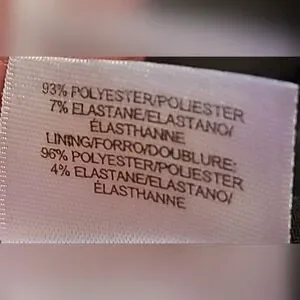 93% POLYESTER/POLIESTER
7% ELASTANE/ELASTANO/
ÉLASTHANNE
LINING/FORRO/DOUBLURE:
96% POLYESTER/POLIESTER
4% ELASTANE/ELASTANO/
ÉLASTHANNE